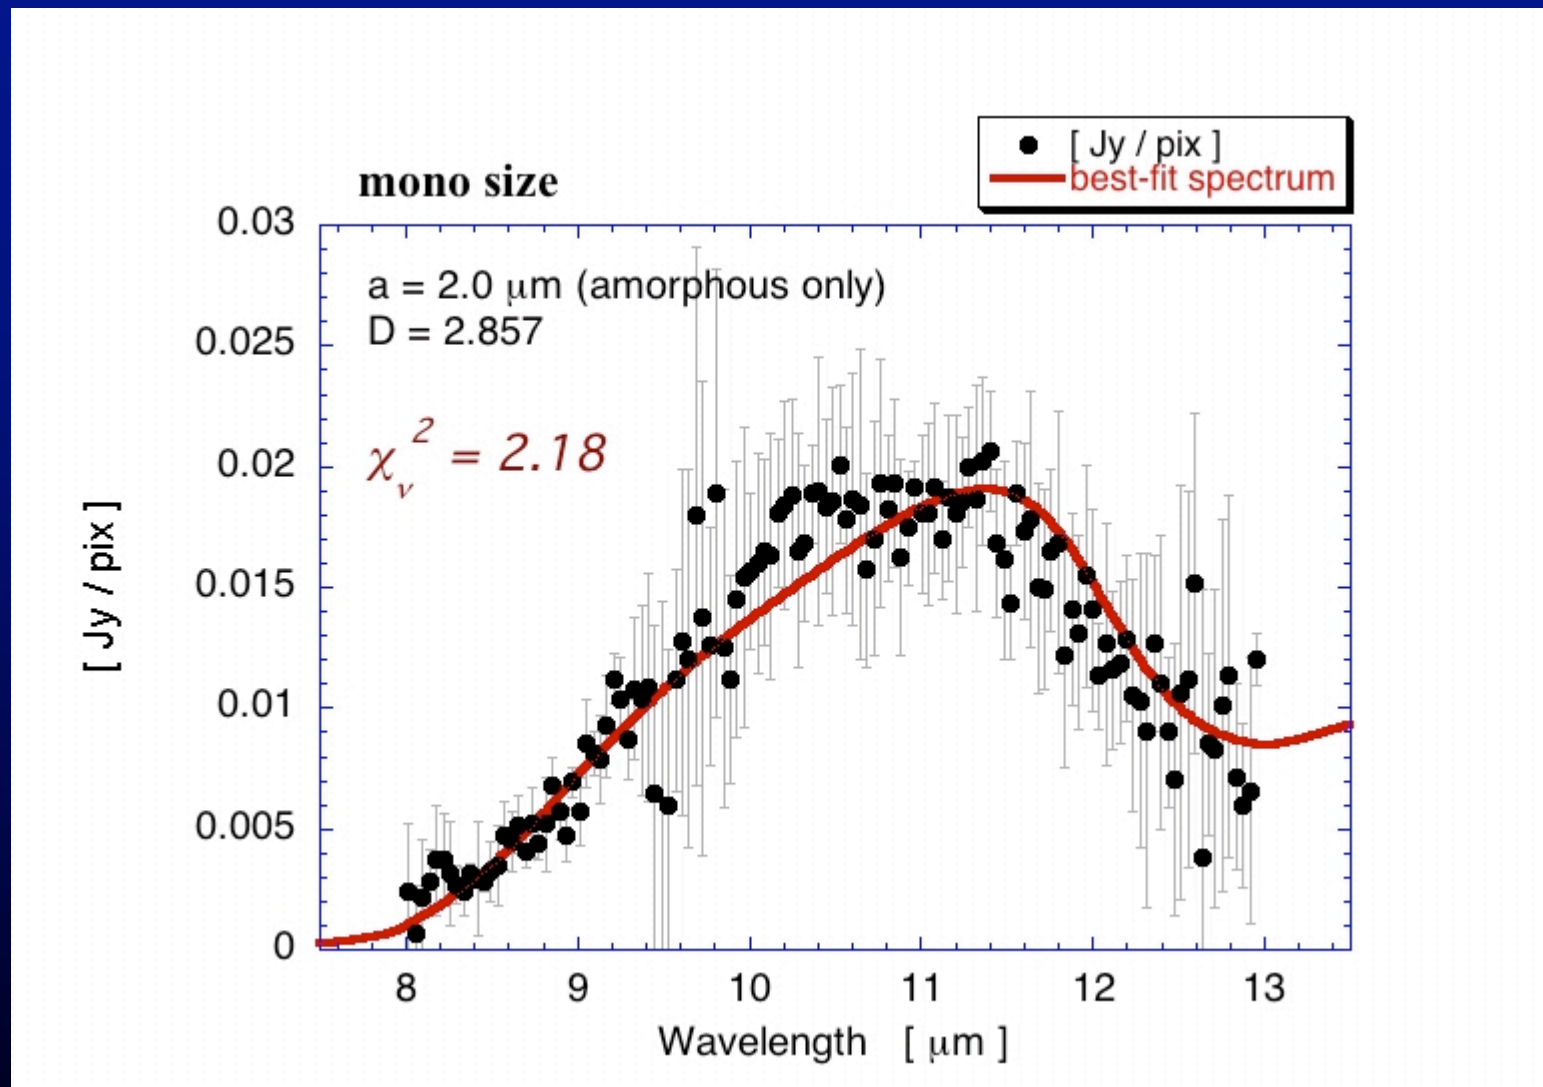 [ Jy / pix ]
best-fit spectrum
mono size
0.03
a = 2.0 μm (amorphous only)
D = 2.857
0.025
χν² = 2.18
0.02
0.015
0.01
0.005
0
[ Jy / pix ]
8 9 10 11 12 13
Wavelength [ μm ]